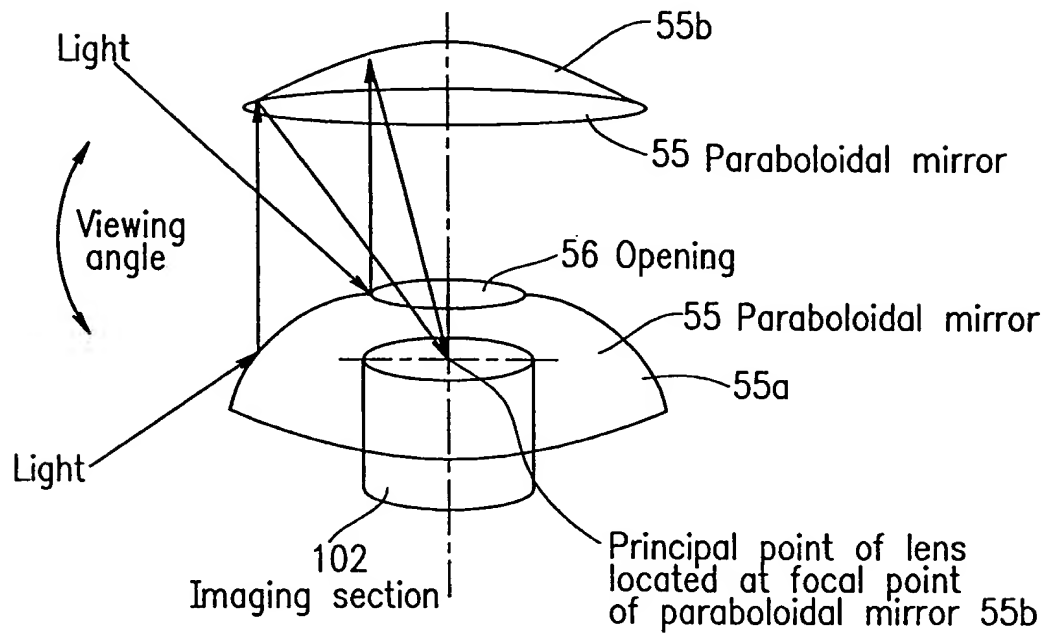 Light
55b
55 Paraboloidal mirror
Viewing
angle
56 Opening
55 Paraboloidal mirror
55a
Light
102
Imaging section
Principal point of lens
located at focal point
of paraboloidal mirror 55b